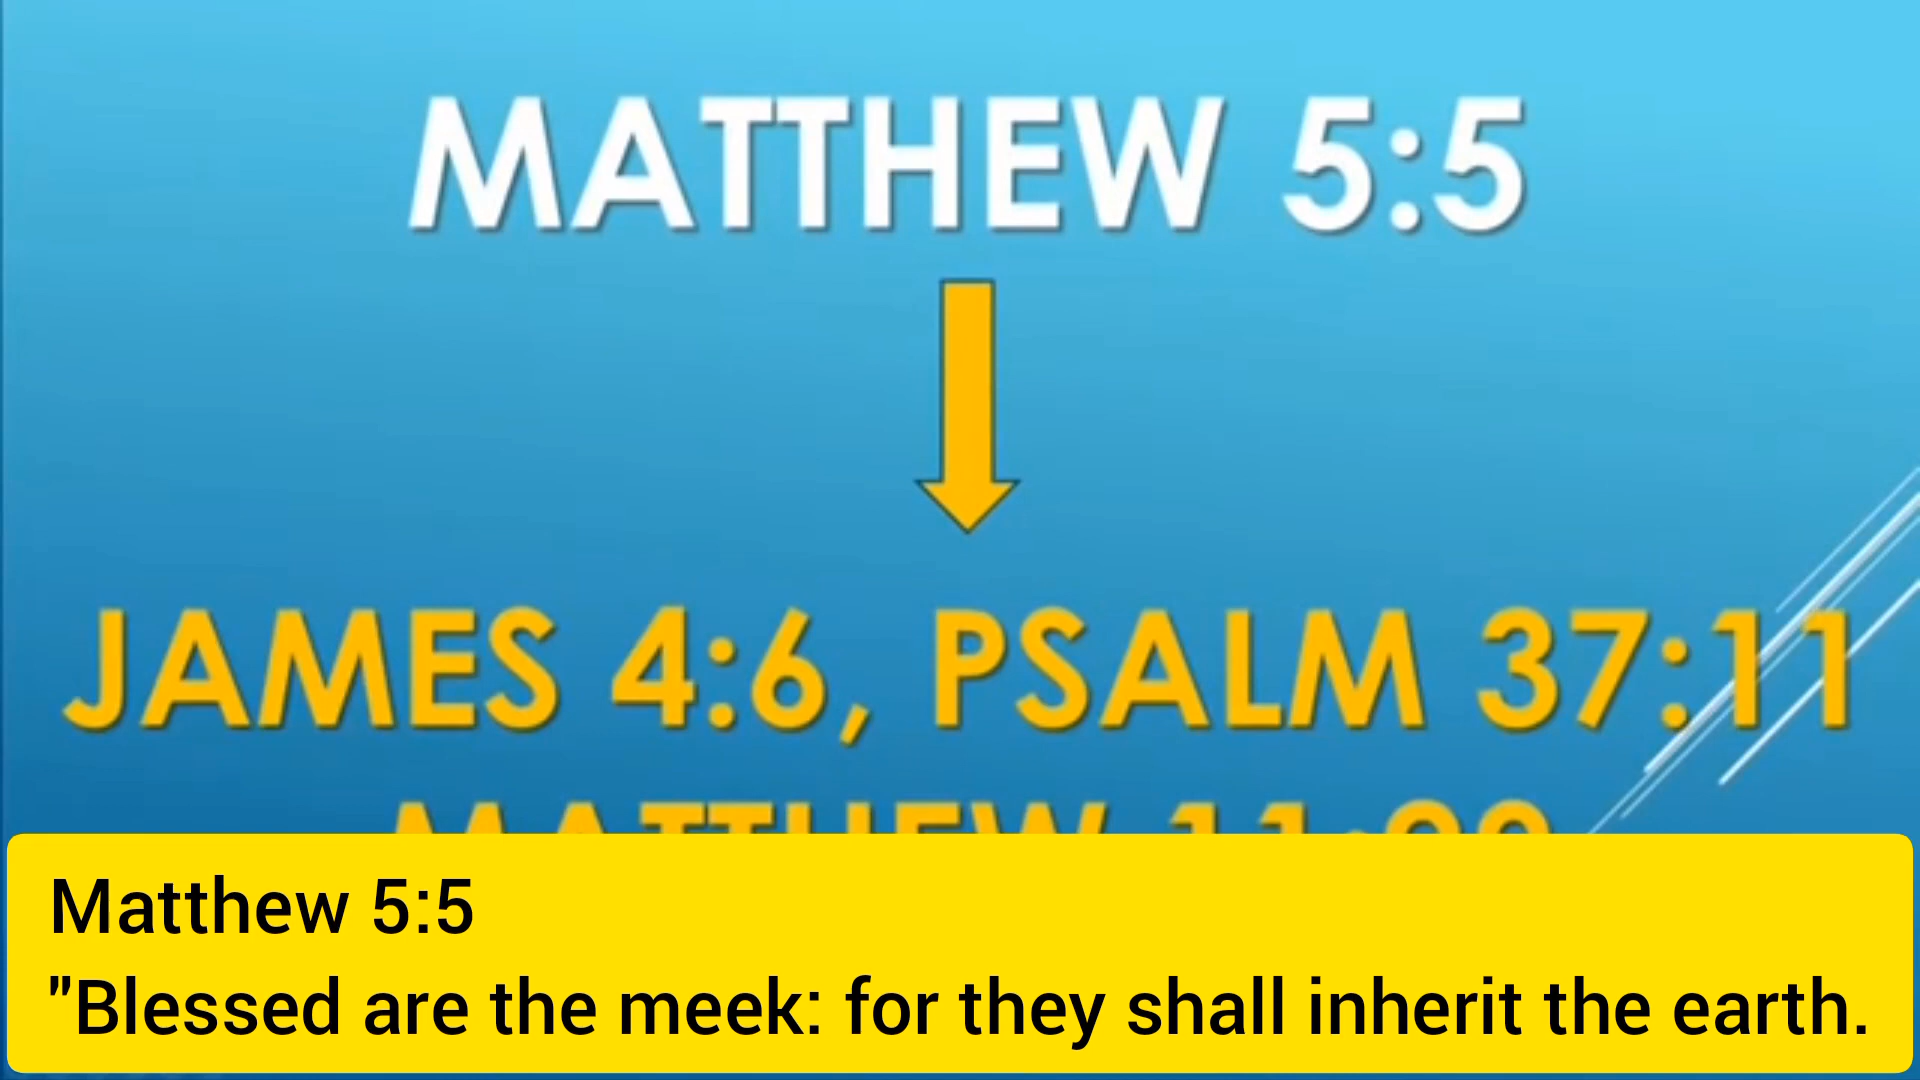 MATTHEW 5:5
JAMES 4:6, PSALM 37:11
MATTHEW
Matthew 5:5
"Blessed are the meek: for they shall inherit the earth.